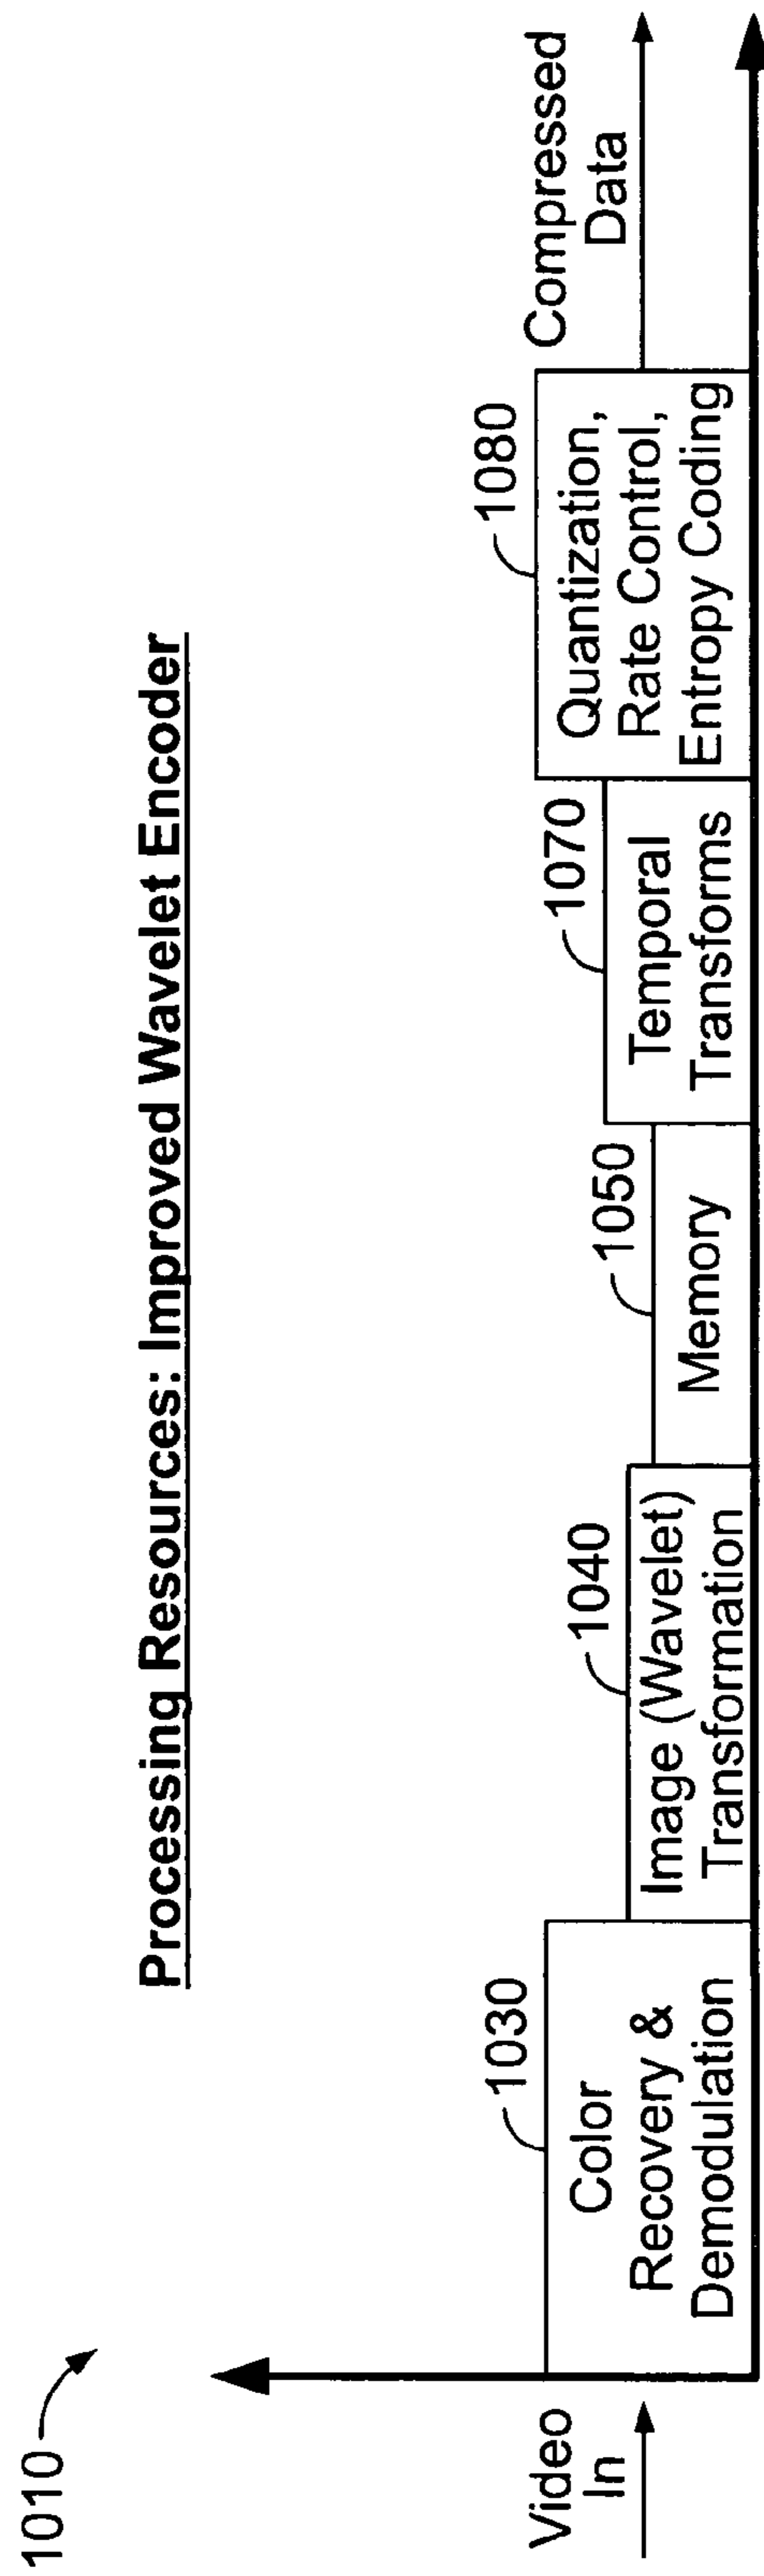 1010
Processing Resources: Improved Wavelet Encoder
Video
In
1030
Color
Recovery &
Demodulation
1040
Image (Wavelet)
Transformation
1050
Memory
1070
Temporal
Transforms
1080
Quantization,
Rate Control,
Entropy Coding
Compressed
Data